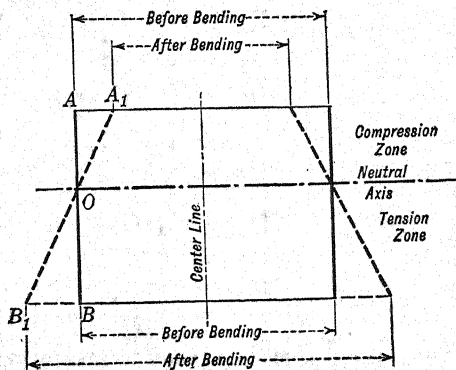 Before Bending
After Bending
A
A1
Compression
Zone
Neutral
O
Axis
Tension
Zone
Center Line
B1
B
Before Bending
After Bending